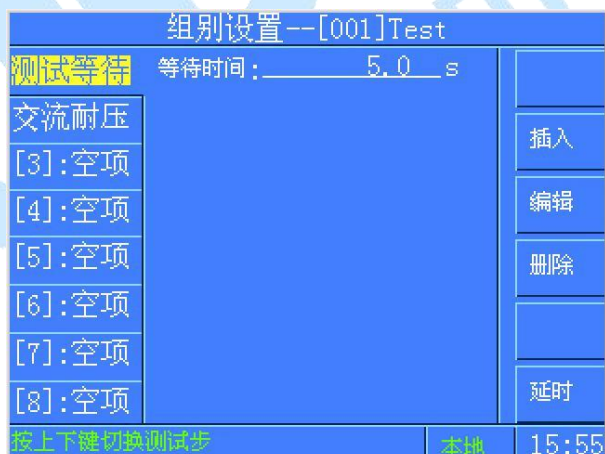 组别设置--[001]Test
测试等待
等待时间:
5.0 s
交流耐压
[3]:空项
[4]:空项
[5]:空项
[6]:空项
[7]:空项
[8]:空项
插入
编辑
删除
延时
按上下键切换测试步
本地
15:55